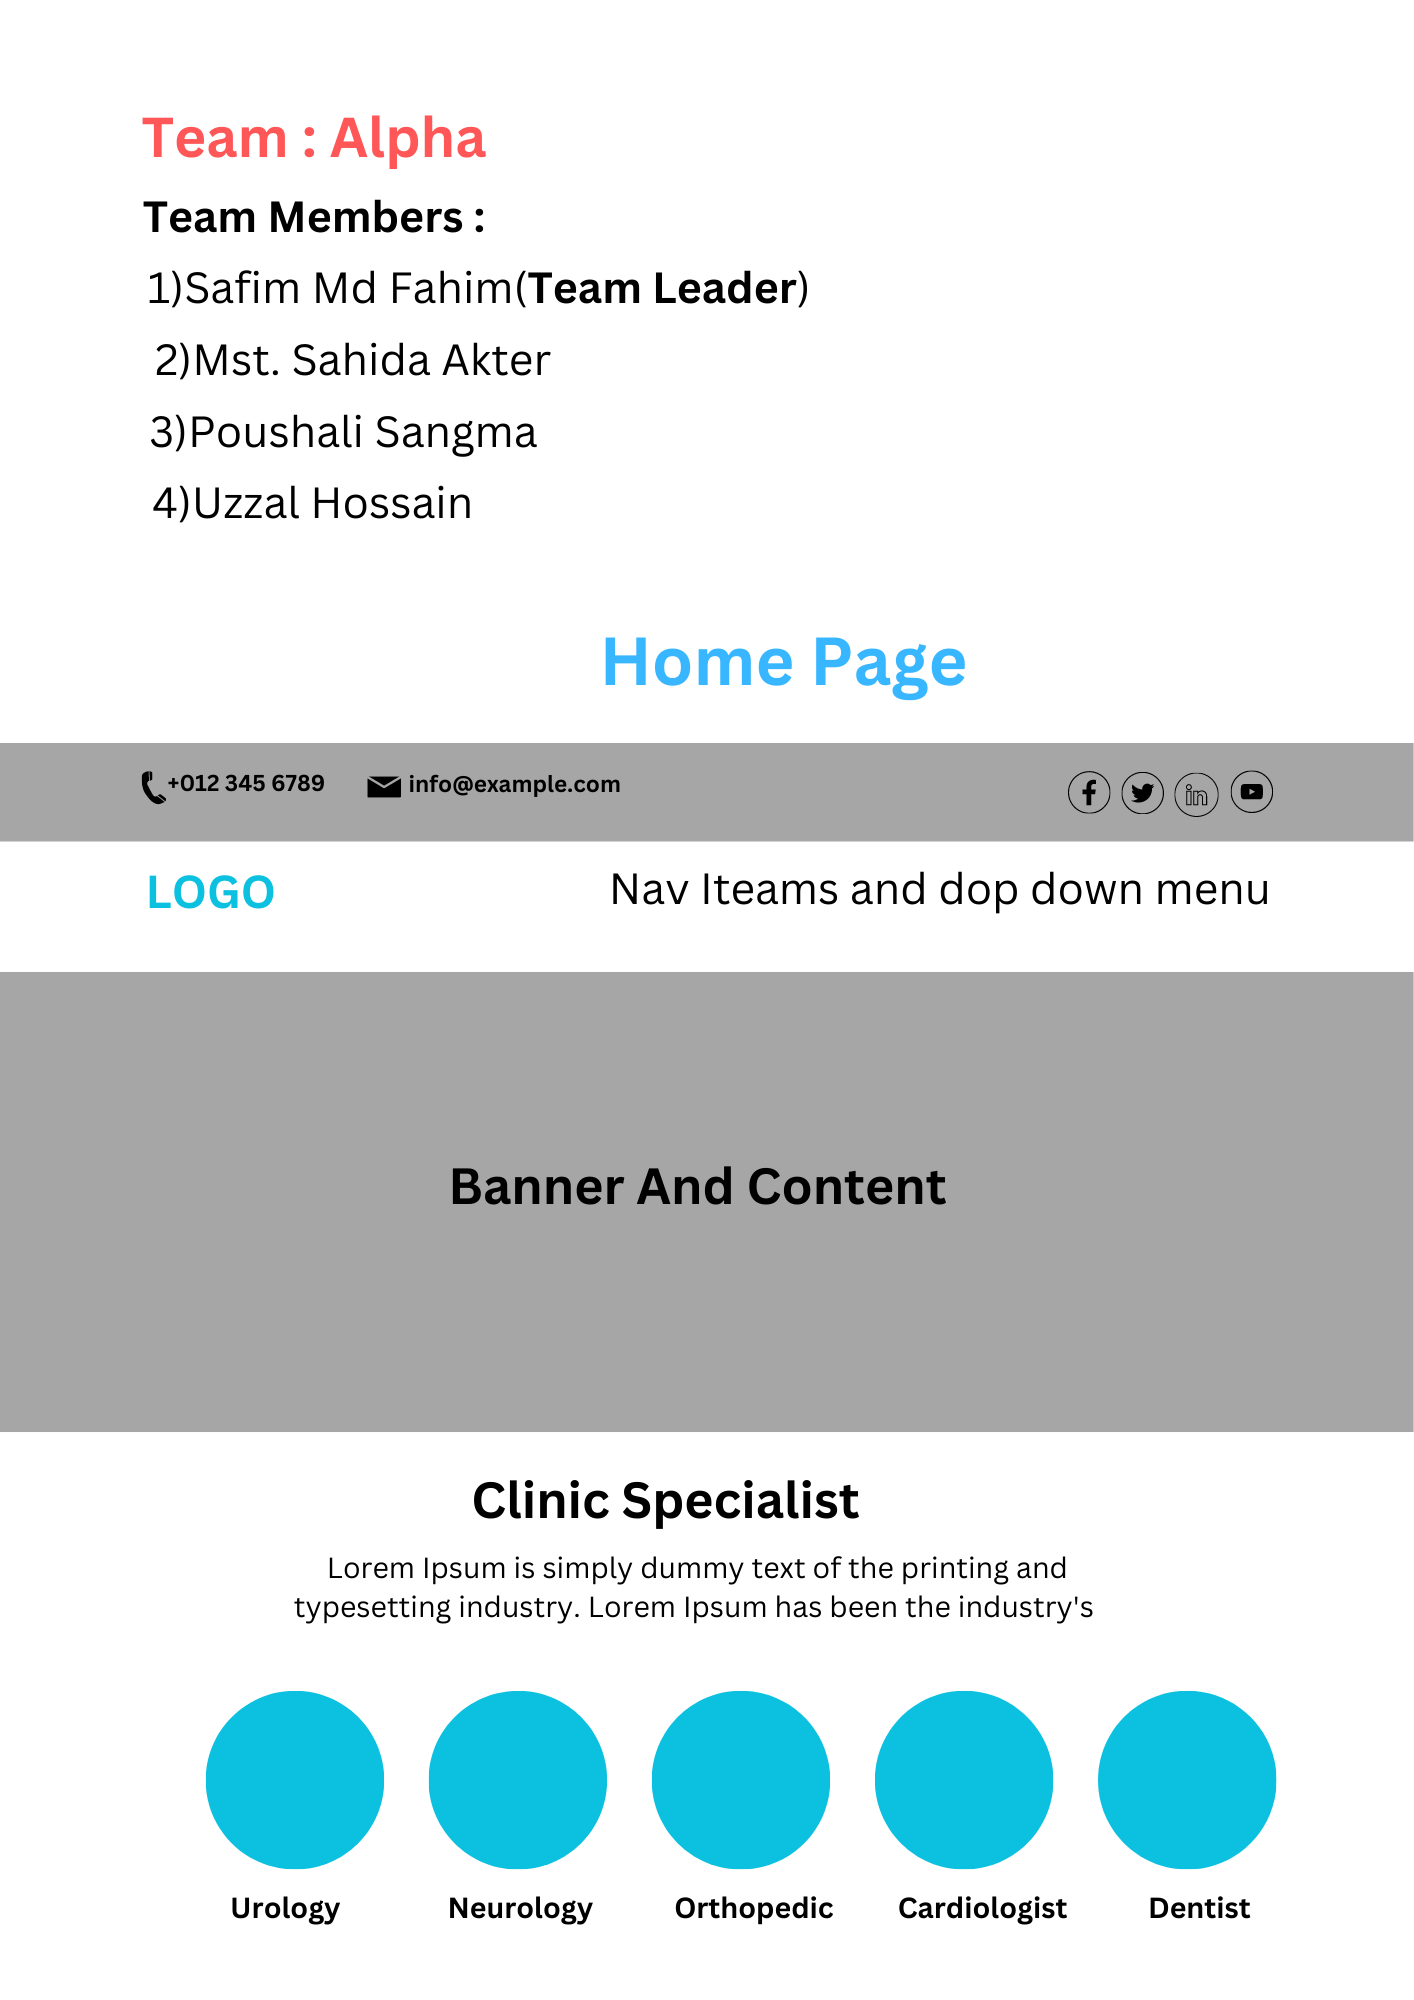 Team : Alpha
Team Members :
1)Safim Md Fahim(Team Leader)
2)Mst. Sahida Akter
3)Poushali Sangma
4)Uzzal Hossain
Home Page
+012 345 6789 info@example.com
in
LOGO Nav Iteams and dop down menu
Banner And Content
Clinic Specialist
Lorem Ipsum is simply dummy text of the printing and
typesetting industry. Lorem Ipsum has been the industry's
Urology Neurology Orthopedic Cardiologist Dentist